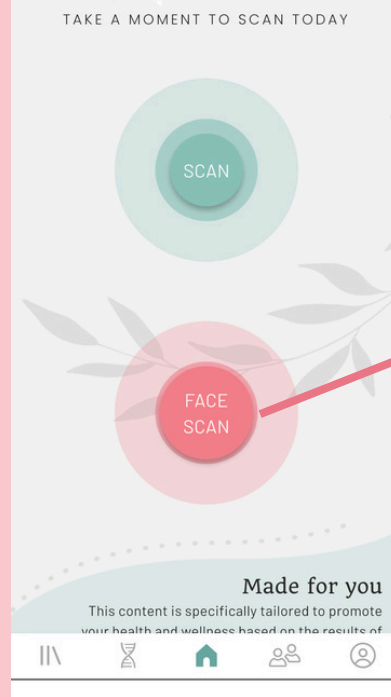 TAKE A MOMENT TO SCAN TODAY
SCAN
FACE
SCAN
Made for you
This content is specifically tailored to promote
your health and wellness based on the results of